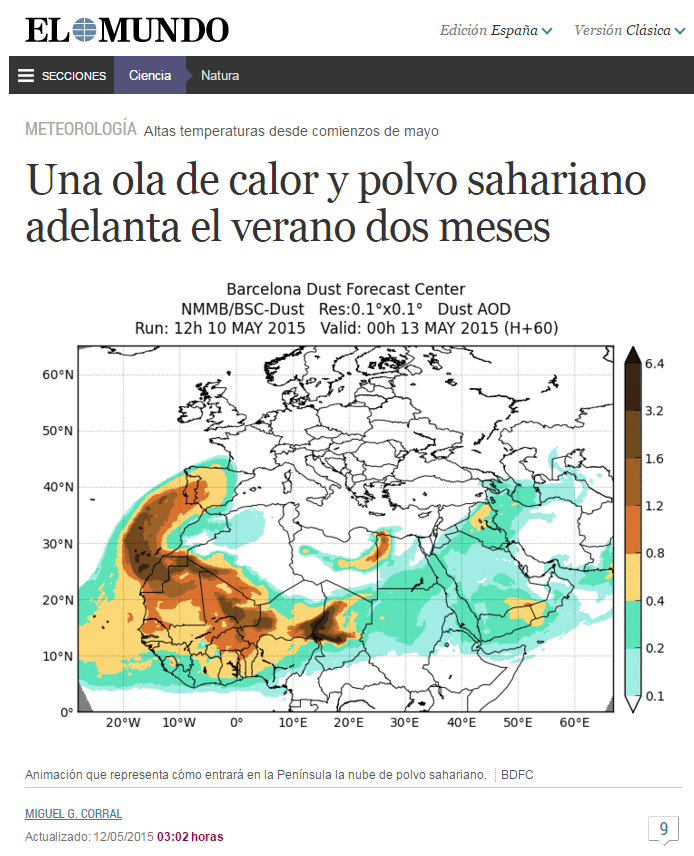 EL MUNDO
Edición España
Versión Clásica
SECCIONES
Ciencia
Natura
METEOROLOGÍA Altas temperaturas desde comienzos de mayo
Una ola de calor y polvo sahariano
adelanta el verano dos meses
Barcelona Dust Forecast Center
NMMB/BSC-Dust Res:0.1°x0.1° Dust AOD
Run: 12h 10 MAY 2015 Valid: 00h 13 MAY 2015 (H+60)
60°N
50°N
40°N
30°N
20°N
10°N
0°
20°W 10°W 0° 10°E 20°E 30°E 40°E 50°E 60°E
6.4
3.2
1.6
1.2
0.8
0.4
0.2
0.1
Animación que representa cómo entrará en la Península la nube de polvo sahariano. BDFC
MIGUEL G. CORRAL
Actualizado: 12/05/2015 03:02 horas
9